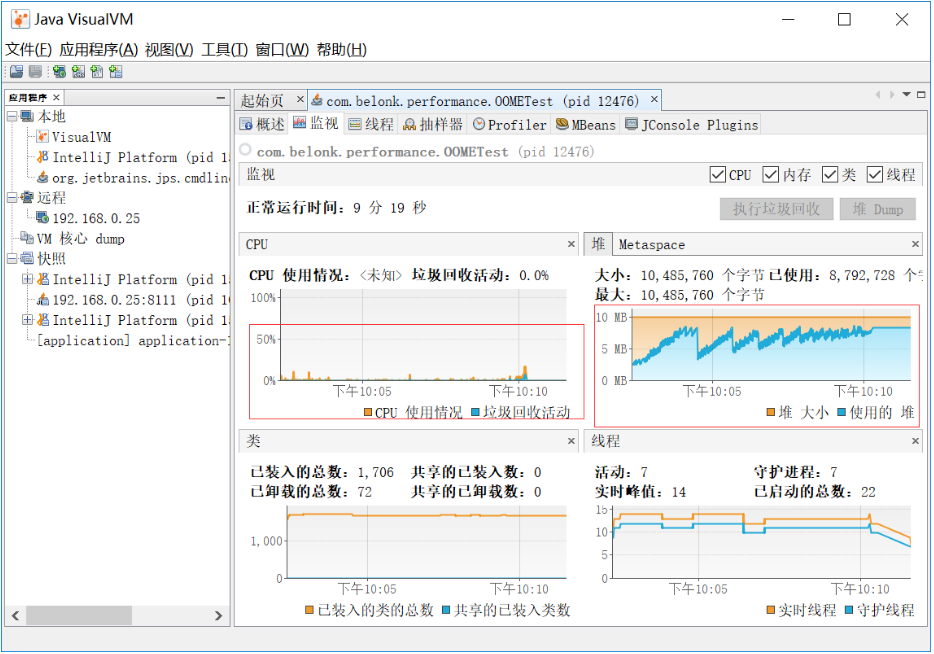 Java VisualVM
文件(F) 应用程序(A) 视图(V) 工具(T) 窗口(W) 帮助(H)
应用程序
本地
VisualVM
IntelliJ Platform (pid 1
org.jetbrains.jps.cmdlin
远程
192.168.0.25
VM 核心 dump
快照
IntelliJ Platform (pid 1
192.168.0.25:8111 (pid 1
IntelliJ Platform (pid 1
[application] application-1
起始页 com.belonk.performance.OOMETest (pid 12476)
概述 监视 线程 抽样器 Profiler MBeans JConsole Plugins
com.belonk.performance.OOMETest (pid 12476)
监视 CPU 内存 类 线程
正常运行时间: 9 分 19 秒 执行垃圾回收 堆 Dump
CPU
CPU 使用情况: <未知> 垃圾回收活动: 0.0%
100%
50%
0%
下午10:05 下午10:10
CPU 使用情况 垃圾回收活动
堆 Metaspace
大小: 10,485,760 个字节 已使用: 8,792,728 个
最大: 10,485,760 个字节
10 MB
5 MB
0 MB
下午10:05 下午10:10
堆 大小 使用的 堆
类
已装入的总数: 1,706 共享的已装入数: 0
已卸载的总数: 72 共享的已卸载数: 0
1,000
0
下午10:05 下午10:10
已装入的类的总数 共享的已装入类数
线程
活动: 7 守护进程: 7
实时峰值: 14 已启动的总数: 22
15
10
5
0
下午10:05 下午10:10
实时线程 守护线程